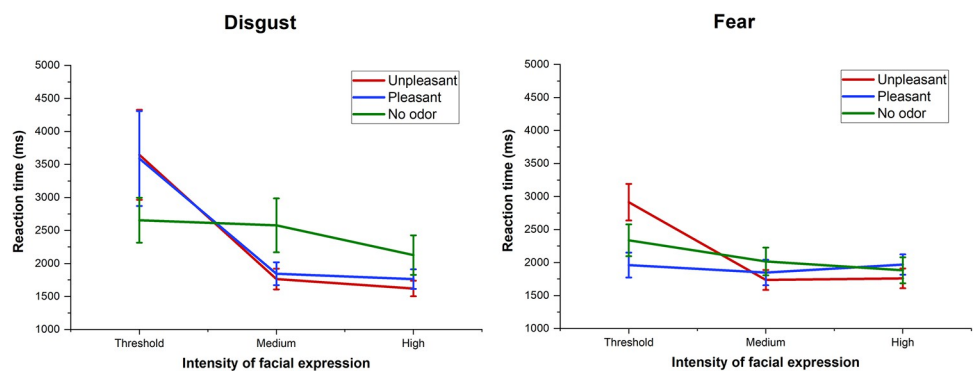 Disgust
5000
4500
4000
3500
3000
2500
2000
1500
1000
Reaction time (ms)
Unpleasant
Pleasant
No odor
Threshold
Medium
High
Intensity of facial expression
Fear
5000
4500
4000
3500
3000
2500
2000
1500
1000
Reaction time (ms)
Unpleasant
Pleasant
No odor
Threshold
Medium
High
Intensity of facial expression